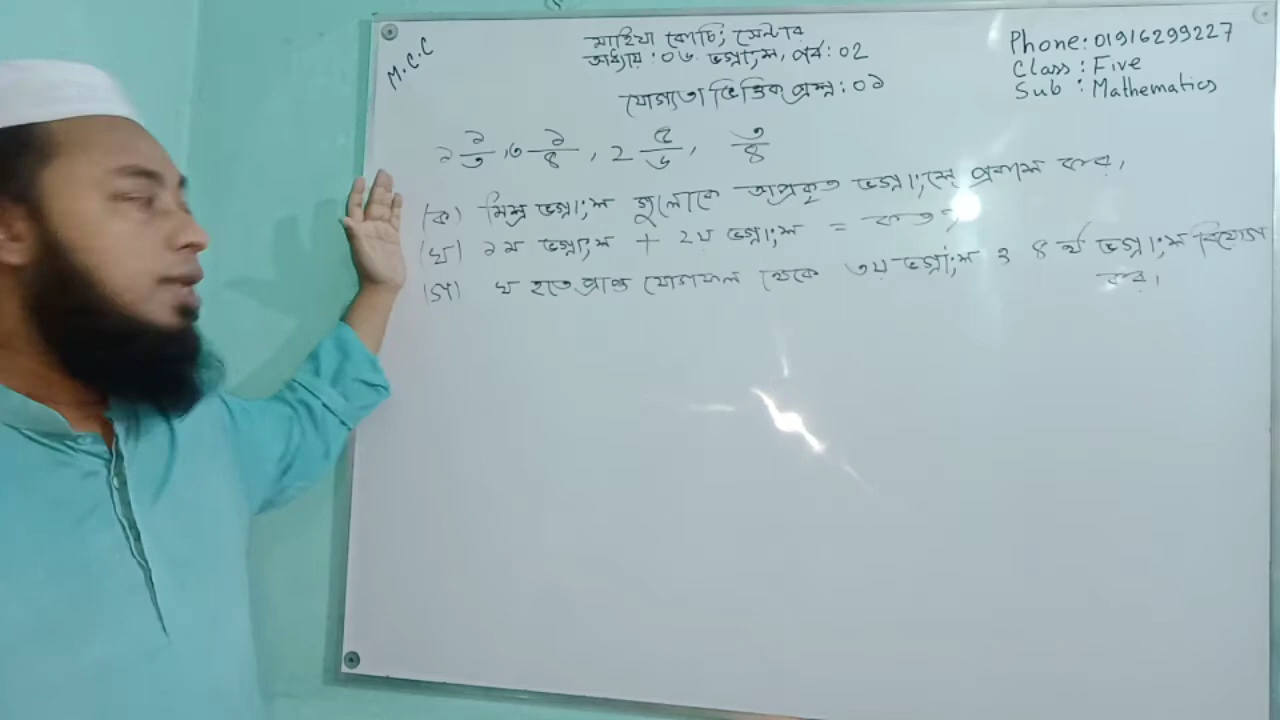 M.C.C
মাহিয়া কোচিং সেন্টার
অধ্যায়: ০৬ ভগ্নাংশ, পর্ব: ০২
যোগ্যতা ভিত্তিক প্রশ্ন: ০১
Phone: 01916299227
Class : Five
Sub : Mathematics
১ ১/৩, ৩ ১/৪, ২ ৫/৬, ৩/৪
(ক) মিশ্র ভগ্নাংশ গুলোকে অপ্রকৃত ভগ্নাংশে প্রকাশ কর।
(খ) ১ম ভগ্নাংশ + ২য় ভগ্নাংশ = কত?
(গ) খ হতে প্রাপ্ত যোগফল থেকে ৩য় ভগ্নাংশ ও ৪র্থ ভগ্নাংশ বিয়োগ
কর।